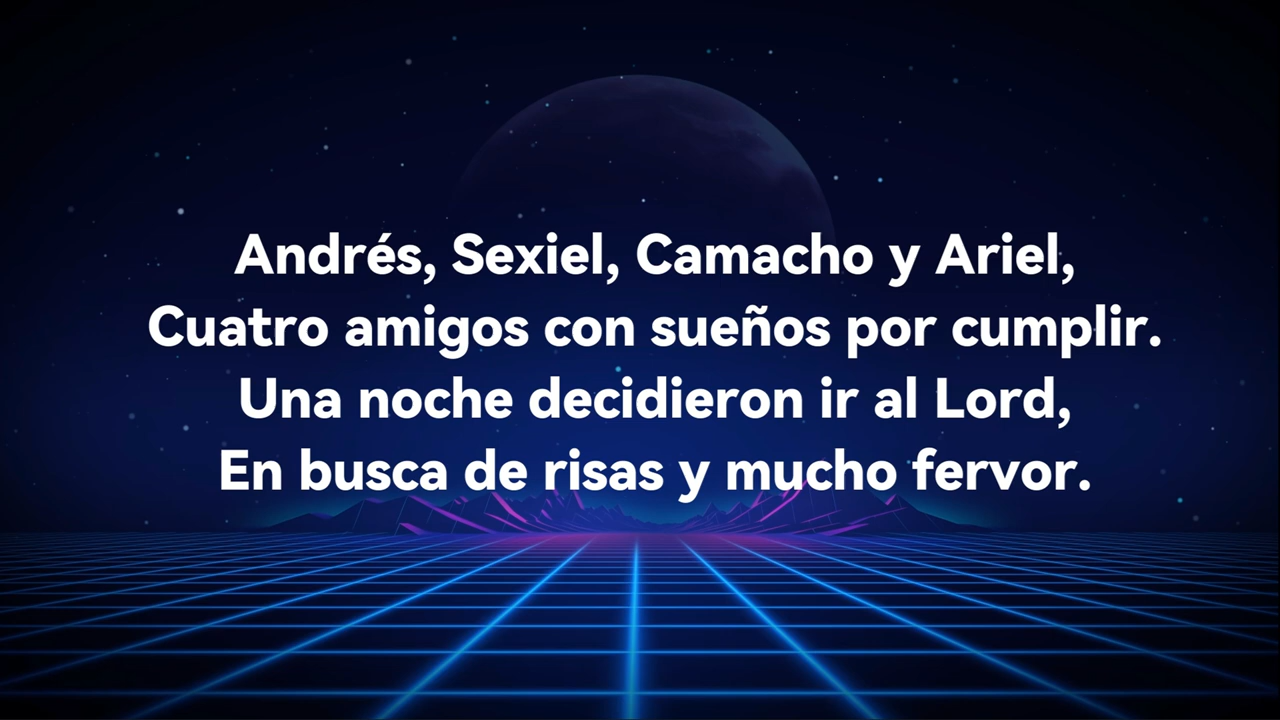 Andrés, Sexiel, Camacho y Ariel,
Cuatro amigos con sueños por cumplir.
Una noche decidieron ir al Lord,
En busca de risas y mucho fervor.